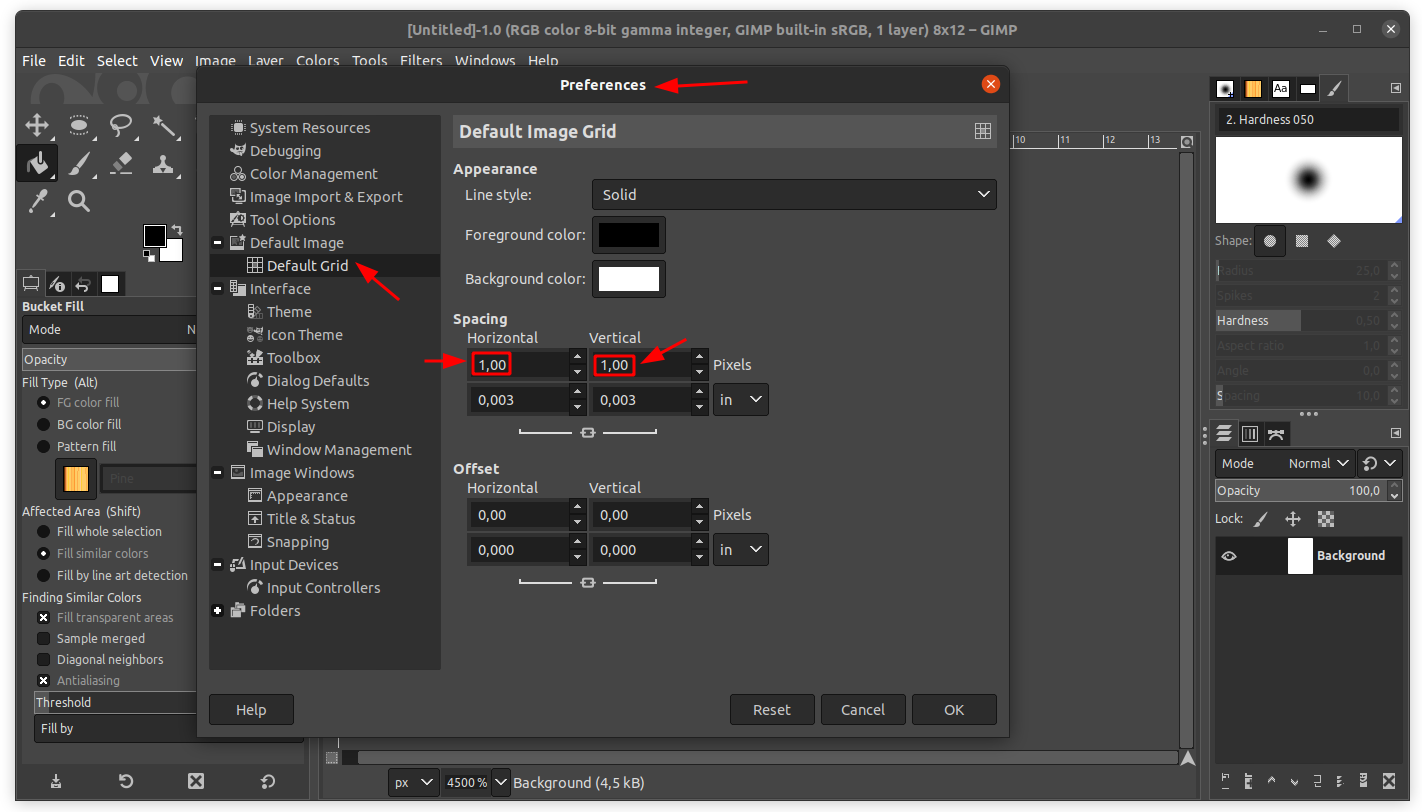 [Untitled]-1.0 (RGB color 8-bit gamma integer, GIMP built-in sRGB, 1 layer) 8x12 – GIMP
File Edit Select View Image Layer Colors Tools Filters Windows Help
Preferences
System Resources
Debugging
Color Management
Image Import & Export
Tool Options
Default Image
Default Grid
Interface
Theme
Icon Theme
Toolbox
Dialog Defaults
Help System
Display
Window Management
Image Windows
Appearance
Title & Status
Snapping
Input Devices
Input Controllers
Folders
Default Image Grid
Appearance
Line style: Solid
Foreground color:
Background color:
Spacing
Horizontal Vertical
1,00 1,00 Pixels
0,003 0,003 in
Offset
Horizontal Vertical
0,00 0,00 Pixels
0,000 0,000 in
Help Reset Cancel OK
Bucket Fill
Mode N
Opacity
Fill Type (Alt)
FG color fill
BG color fill
Pattern fill
Pine
Affected Area (Shift)
Fill whole selection
Fill similar colors
Fill by line art detection
Finding Similar Colors
Fill transparent areas
Sample merged
Diagonal neighbors
Antialiasing
Threshold
Fill by
10 11 12 13
px 4500 % Background (4,5 kB)
Aa
2. Hardness 050
Shape:
Radius 25,0
Spikes 2
Hardness 0,50
Aspect ratio 1,0
Angle 0,0
Spacing 10,0
Mode Normal
Opacity 100,0
Lock:
Background